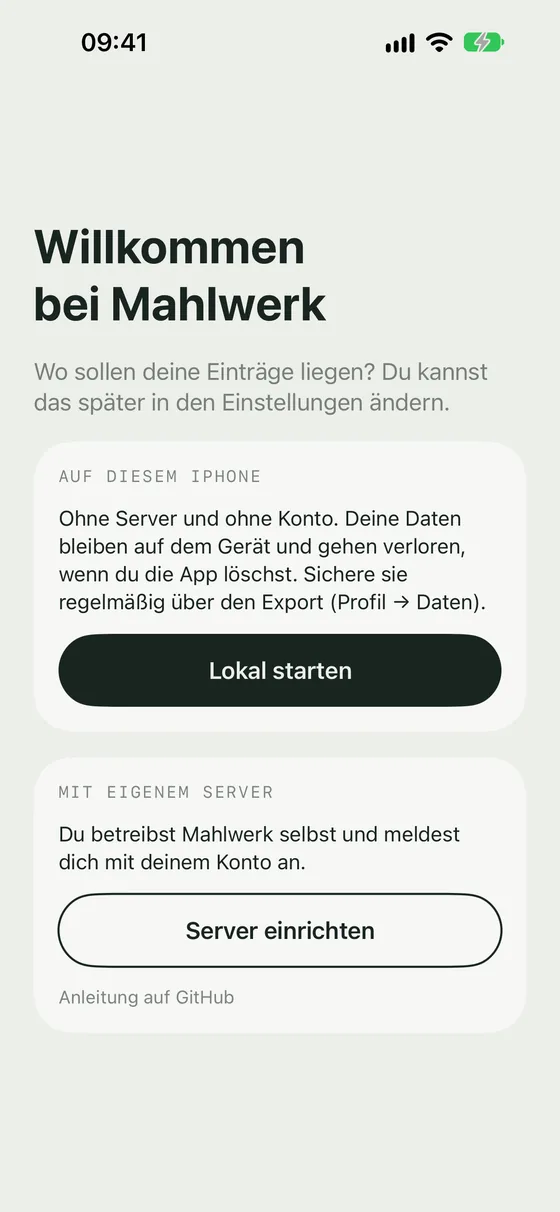 09:41
Willkommen
bei Mahlwerk
Wo sollen deine Einträge liegen? Du kannst
das später in den Einstellungen ändern.
AUF DIESEM IPHONE
Ohne Server und ohne Konto. Deine Daten
bleiben auf dem Gerät und gehen verloren,
wenn du die App löschst. Sichere sie
regelmäßig über den Export (Profil → Daten).
Lokal starten
MIT EIGENEM SERVER
Du betreibst Mahlwerk selbst und meldest
dich mit deinem Konto an.
Server einrichten
Anleitung auf GitHub